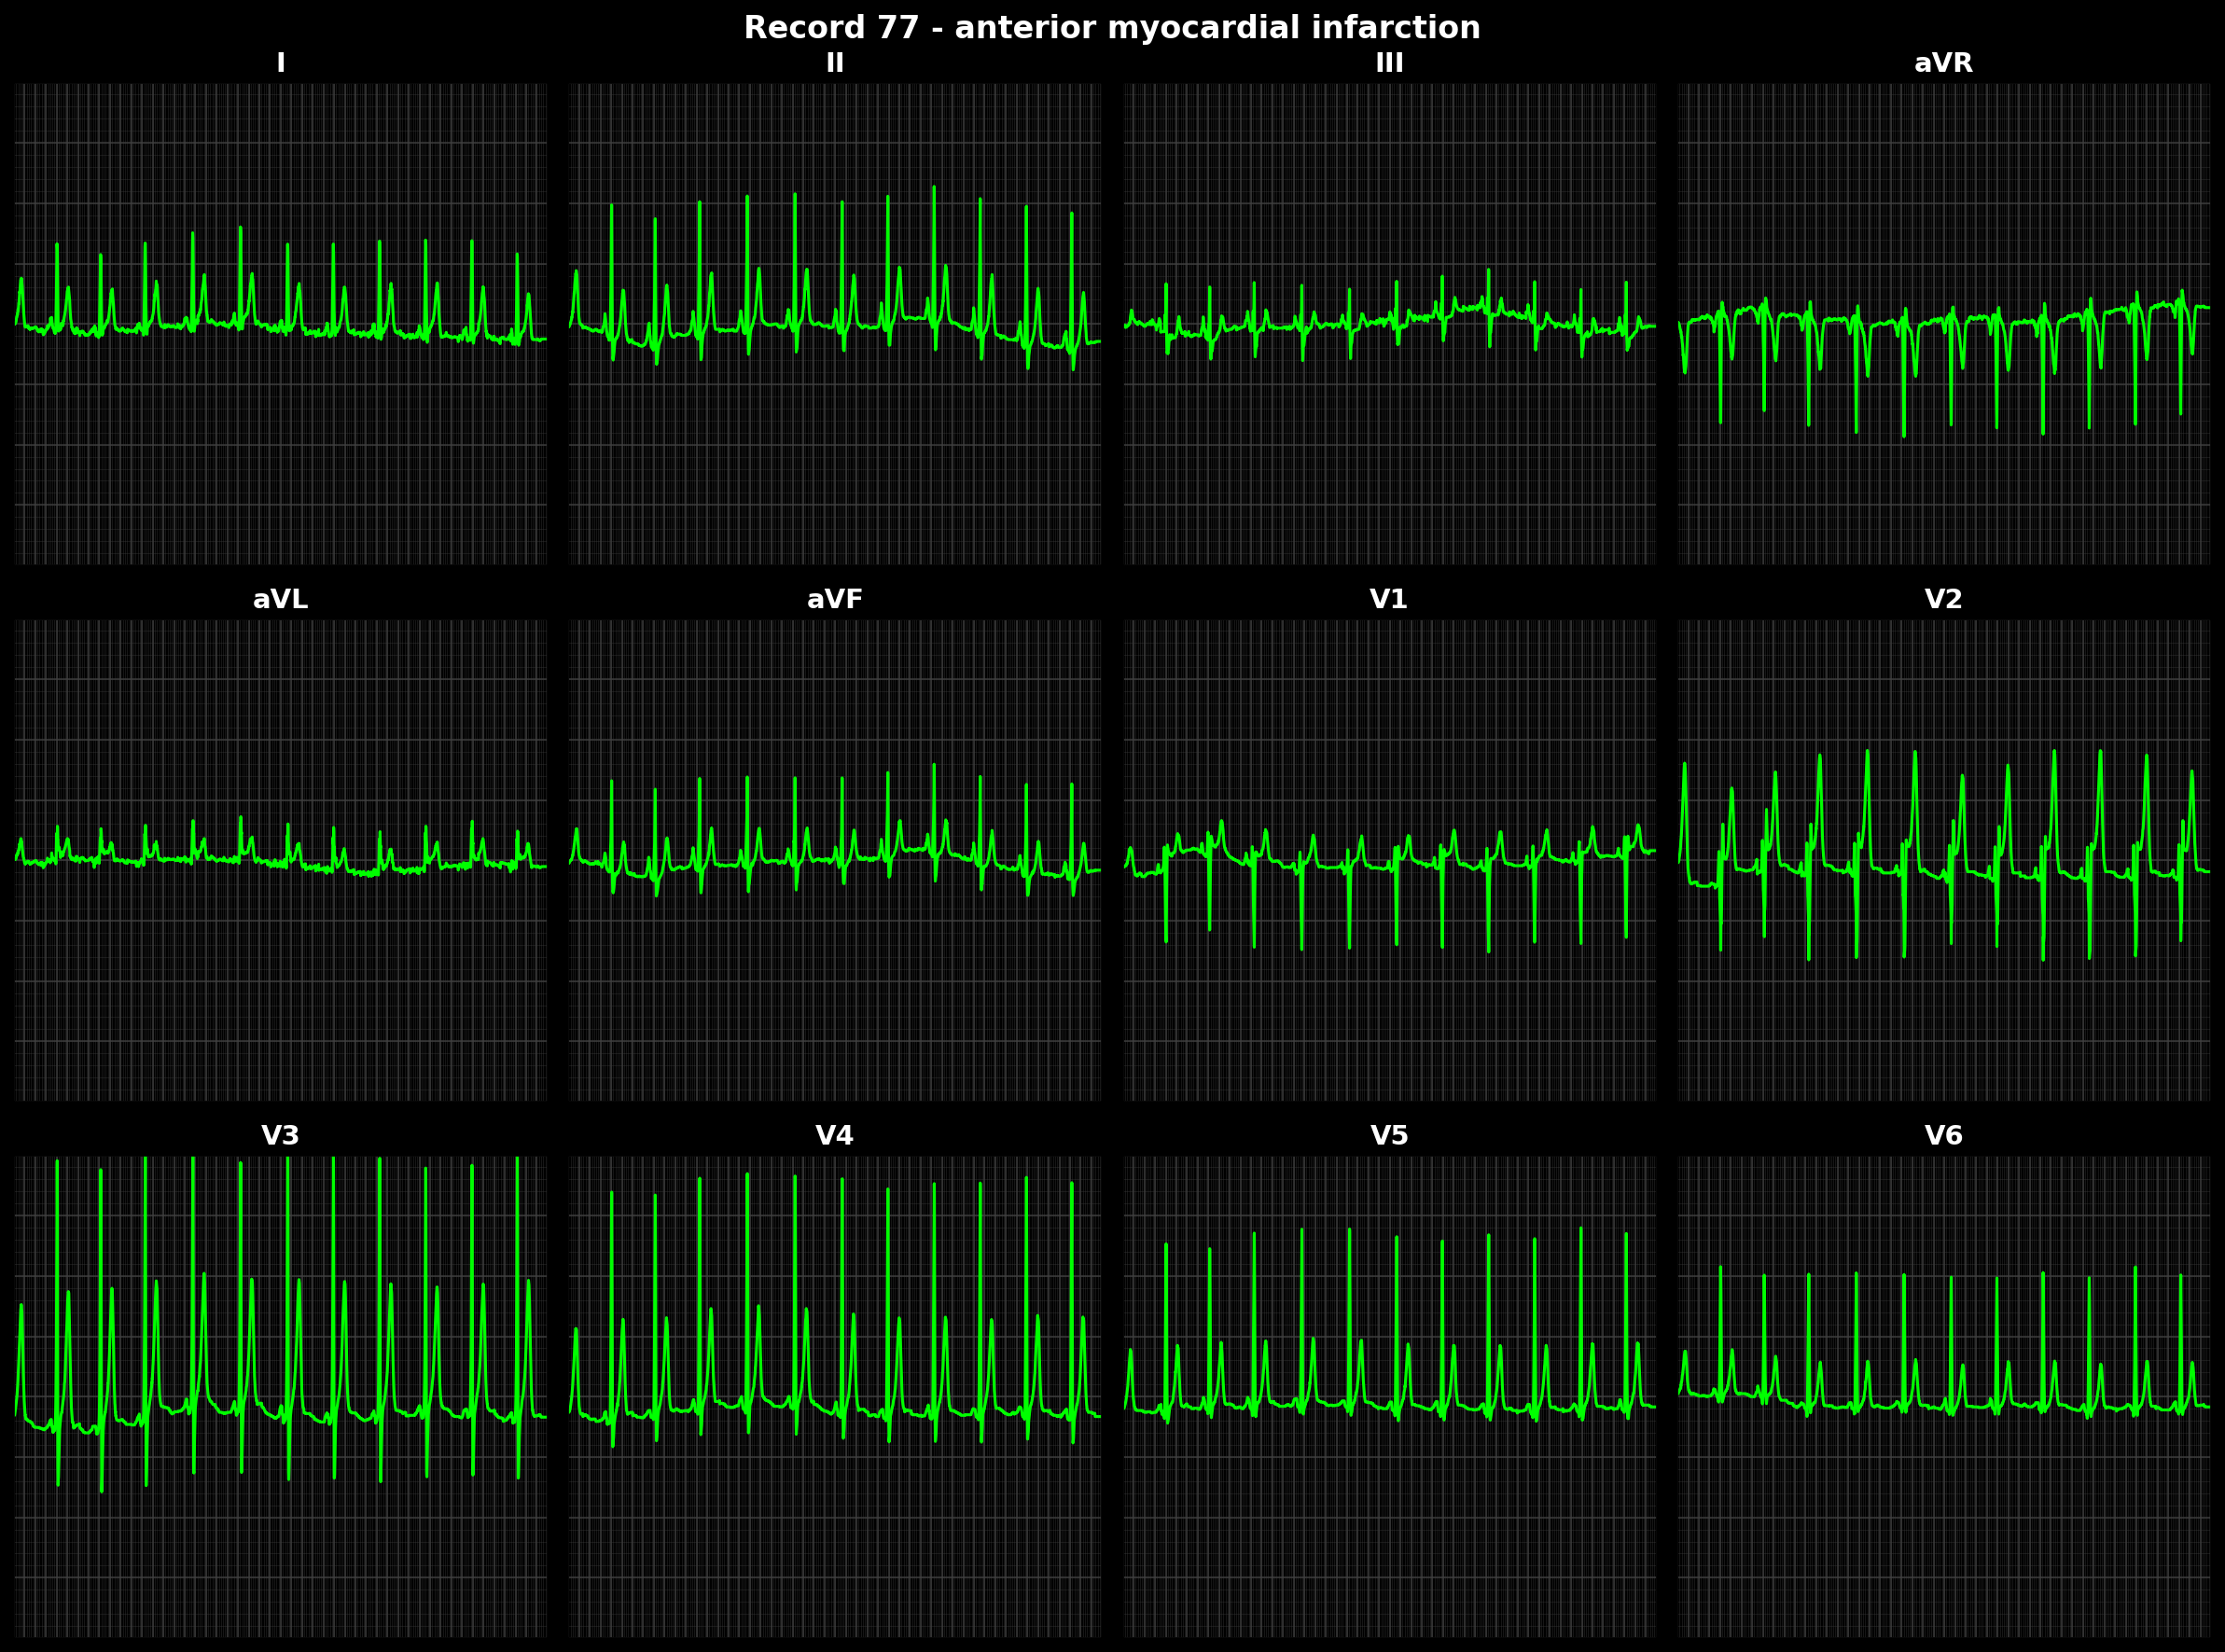 Record 77 - anterior myocardial infarction
I
II
III
aVR
aVL
aVF
V1
V2
V3
V4
V5
V6